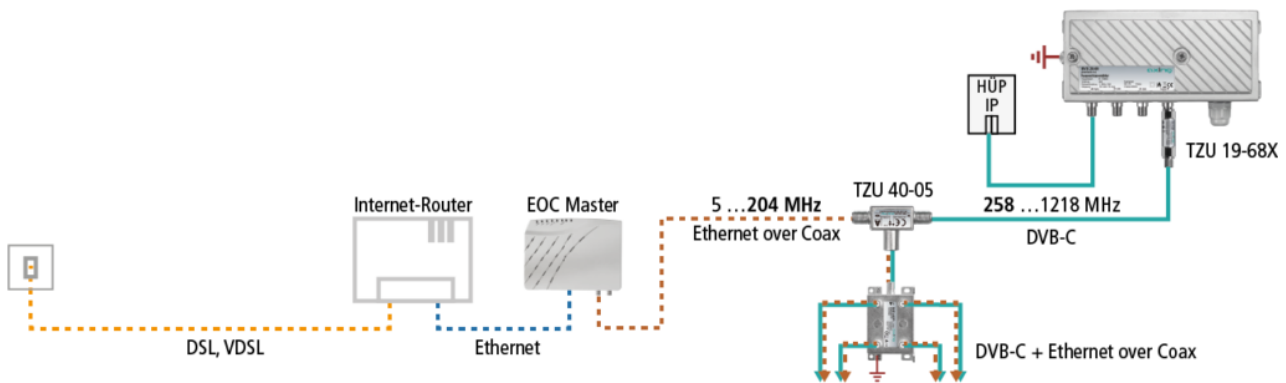 HÜP
IP
TZU 19-68X
Internet-Router
EOC Master
5 ...204 MHz
Ethernet over Coax
TZU 40-05
258 ...1218 MHz
DVB-C
DSL, VDSL
Ethernet
DVB-C + Ethernet over Coax